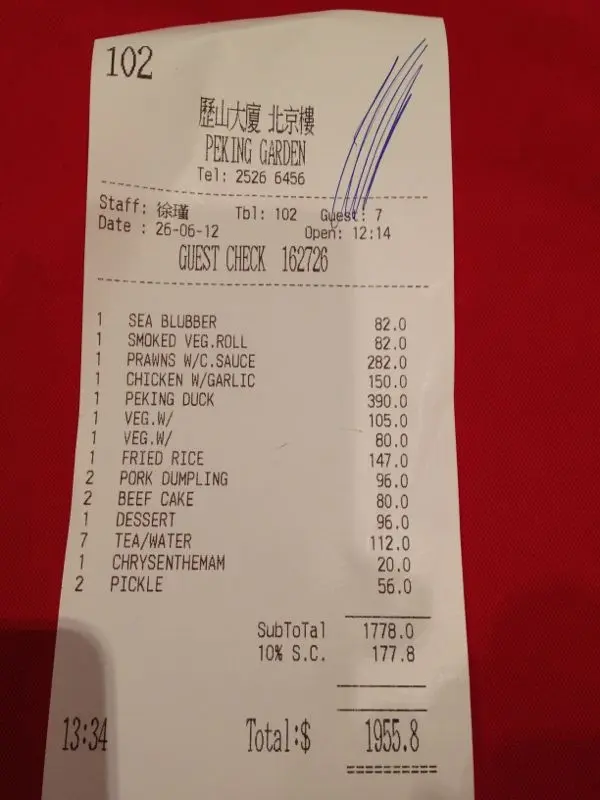 102
歷山大廈 北京樓
PEKING GARDEN
Tel: 2526 6456
Staff: 徐瑾 Tbl: 102 Guest: 7
Date : 26-06-12 Open: 12:14
GUEST CHECK 162726
1 SEA BLUBBER 82.0
1 SMOKED VEG.ROLL 82.0
1 PRAWNS W/C.SAUCE 282.0
1 CHICKEN W/GARLIC 150.0
1 PEKING DUCK 390.0
1 VEG.W/ 105.0
1 VEG.W/ 80.0
1 FRIED RICE 147.0
2 PORK DUMPLING 96.0
2 BEEF CAKE 80.0
1 DESSERT 96.0
7 TEA/WATER 112.0
1 CHRYSENTHEMAM 20.0
2 PICKLE 56.0
SubToTal 1778.0
10% S.C. 177.8
13:34 Total:$ 1955.8